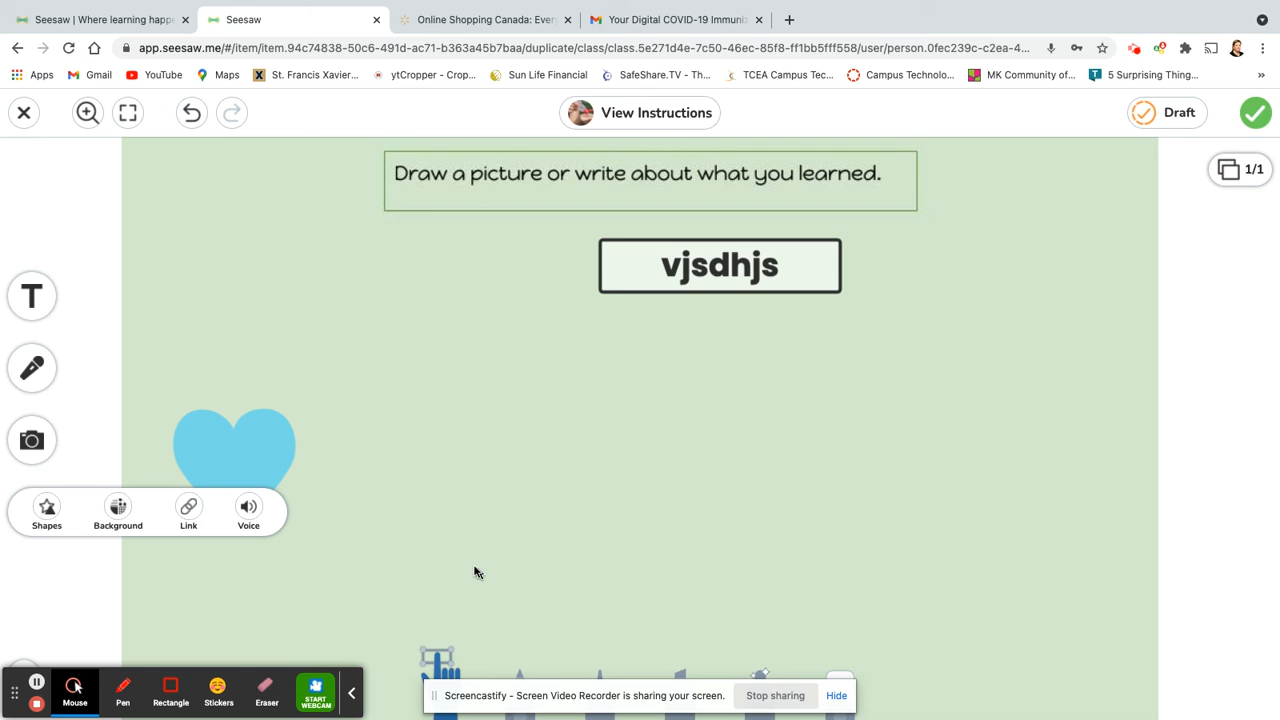 Seesaw | Where learning happe
Seesaw
Online Shopping Canada: Ever
Your Digital COVID-19 Immuniz
app.seesaw.me/#/item/item.94c74838-50c6-491d-ac71-b363a45b7baa/duplicate/class/class.5e271d4e-7c50-46ec-85f8-ff1bb5fff558/user/person.0fec239c-c2ea-4...
Apps
Gmail
YouTube
Maps
St. Francis Xavier...
ytCropper - Crop...
Sun Life Financial
SafeShare.TV - Th...
TCEA Campus Tec...
Campus Technolo...
MK Community of...
5 Surprising Thing...
View Instructions
Draft
1/1
Draw a picture or write about what you learned.
vjsdhjs
T
Shapes
Background
Link
Voice
Mouse
Pen
Rectangle
Stickers
Eraser
START
WEBCAM
Screencastify - Screen Video Recorder is sharing your screen.
Stop sharing
Hide